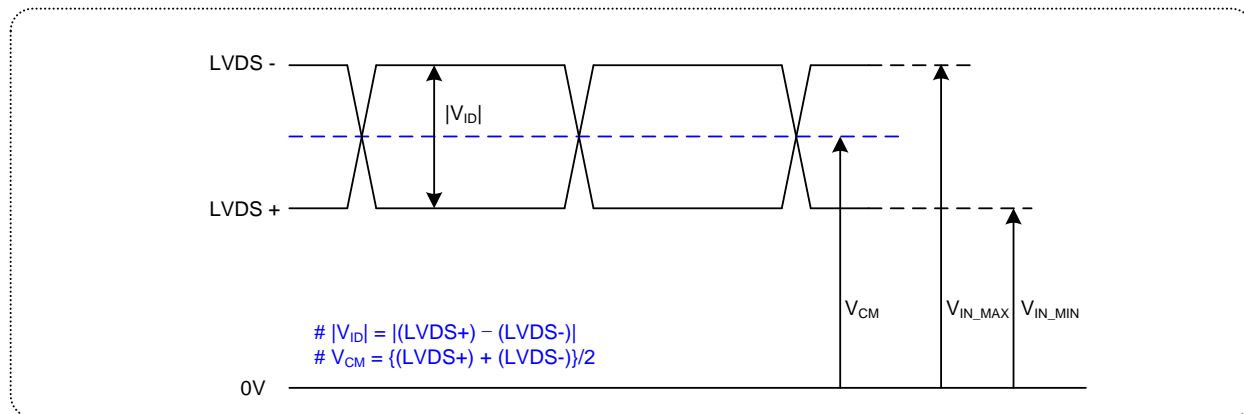 LVDS -
|VID|
LVDS +
VCM
VIN_MAX
VIN_MIN
# |VID| = |(LVDS+) – (LVDS-)|
# VCM = {(LVDS+) + (LVDS-)}/2
0V